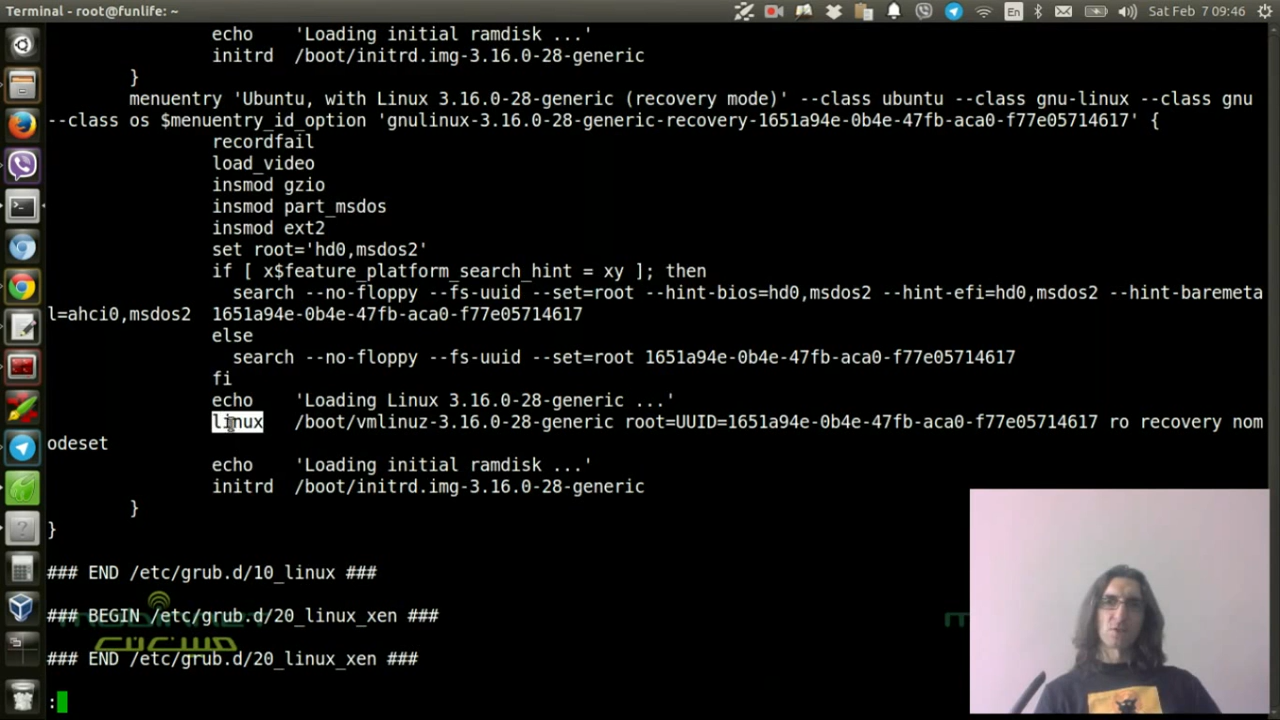 Terminal - root@funlife: ~
En
Sat Feb 7 09:46
echo 'Loading initial ramdisk ...'
initrd /boot/initrd.img-3.16.0-28-generic
}
menuentry 'Ubuntu, with Linux 3.16.0-28-generic (recovery mode)' --class ubuntu --class gnu-linux --class gnu
--class os $menuentry_id_option 'gnulinux-3.16.0-28-generic-recovery-1651a94e-0b4e-47fb-aca0-f77e05714617' {
recordfail
load_video
insmod gzio
insmod part_msdos
insmod ext2
set root='hd0,msdos2'
if [ x$feature_platform_search_hint = xy ]; then
search --no-floppy --fs-uuid --set=root --hint-bios=hd0,msdos2 --hint-efi=hd0,msdos2 --hint-baremeta
l=ahci0,msdos2 1651a94e-0b4e-47fb-aca0-f77e05714617
else
search --no-floppy --fs-uuid --set=root 1651a94e-0b4e-47fb-aca0-f77e05714617
fi
echo 'Loading Linux 3.16.0-28-generic ...'
linux /boot/vmlinuz-3.16.0-28-generic root=UUID=1651a94e-0b4e-47fb-aca0-f77e05714617 ro recovery nom
odeset
echo 'Loading initial ramdisk ...'
initrd /boot/initrd.img-3.16.0-28-generic
}
}
### END /etc/grub.d/10_linux ###
### BEGIN /etc/grub.d/20_linux_xen ###
### END /etc/grub.d/20_linux_xen ###
: